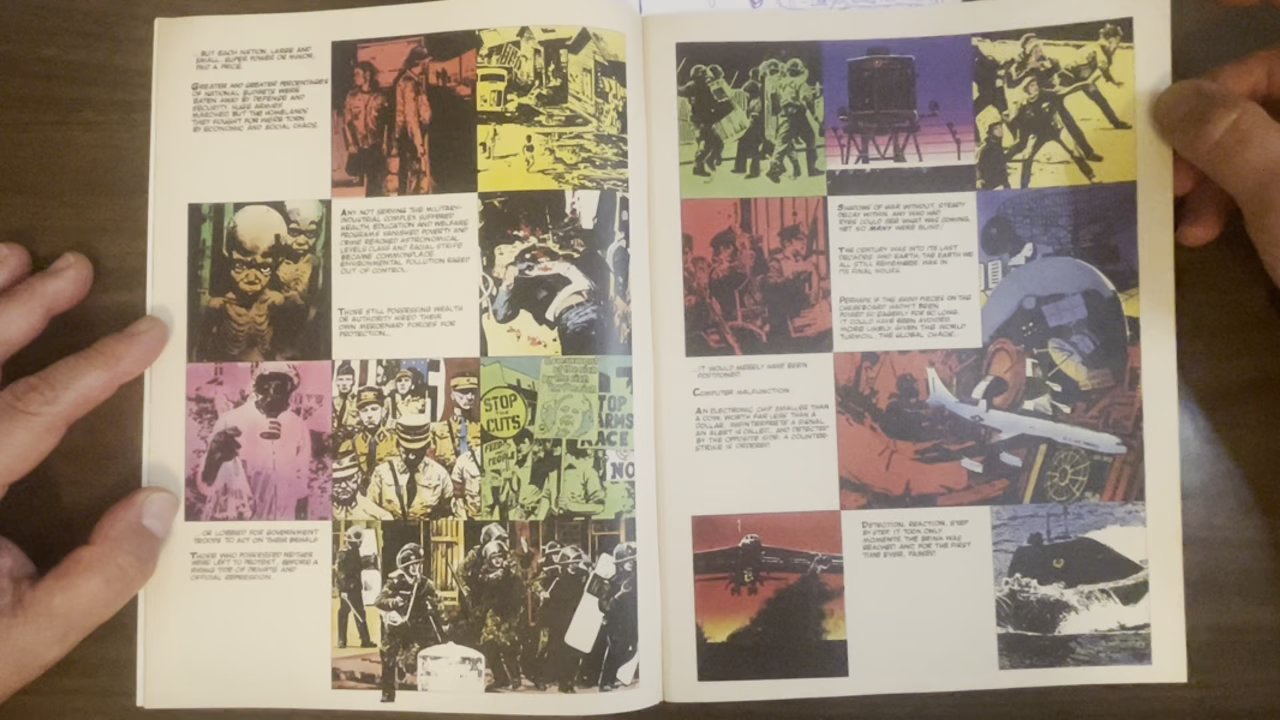 ...BUT EACH NATION, LARGE AND
SMALL, SUPER POWER OR MINOR,
PAID A PRICE.
GREATER AND GREATER PERCENTAGES
OF NATIONAL BUDGETS WERE
EATEN AWAY BY DEFENSE AND
SECURITY. HUGE ARMIES
MARCHED, BUT THE HOMELANDS
THEY FOUGHT FOR WERE TORN
BY ECONOMIC AND SOCIAL CHAOS.
ANY NOT SERVING THE MILITARY-
INDUSTRIAL COMPLEX SUFFERED.
HEALTH, EDUCATION AND WELFARE
PROGRAMS VANISHED. POVERTY AND
CRIME REACHED ASTRONOMICAL
LEVELS. CLASS AND RACIAL STRIFE
BECAME COMMONPLACE.
ENVIRONMENTAL POLLUTION RAGED
OUT OF CONTROL.
THOSE STILL POSSESSING WEALTH
OR AUTHORITY HIRED THEIR
OWN MERCENARY FORCES FOR
PROTECTION...
STOP
THE
CUTS
FEED
PEOPLE
STOP
ARMS
RACE
NO
...OR LOBBIED FOR GOVERNMENT
TROOPS TO ACT ON THEIR BEHALF.
THOSE WHO POSSESSED NEITHER
WERE LEFT TO PROTEST... BEFORE A
RISING TIDE OF PRIVATE AND
OFFICIAL REPRESSION.
SHADOWS OF WAR WITHOUT, STEADY
DECAY WITHIN, AND WHO HAD
EYES COULD SEE WHAT WAS COMING,
YET SO MANY WERE BLIND!
THE CENTURY WAS INTO ITS LAST
DECADES AND EARTH, THE EARTH WE
ALL STILL REMEMBER, WAS IN
ITS FINAL HOURS.
PERHAPS IF THE PIECES ON THE
CHESSBOARD HADN'T BEEN
POISED SO EAGERLY FOR SO LONG,
IT COULD HAVE BEEN AVOIDED.
MORE LIKELY, GIVEN THE WORLD
TURMOIL, THE GLOBAL CHAOS...
...IT WOULD MERELY HAVE BEEN
POSTPONED.
COMPUTER MALFUNCTION.
AN ELECTRONIC CHIP SMALLER THAN
A COIN, WORTH FAR LESS THAN A
DOLLAR, MISINTERPRETS A SIGNAL.
AN ALERT IS CALLED, AND DETECTED
BY THE OPPOSITE SIDE. A COUNTER-
STRIKE IS ORDERED.
DETECTION, REACTION, STEP
BY STEP. IT TOOK ONLY
MOMENTS. THE BRINK WAS
REACHED AND FOR THE FIRST
TIME EVER, PASSED.